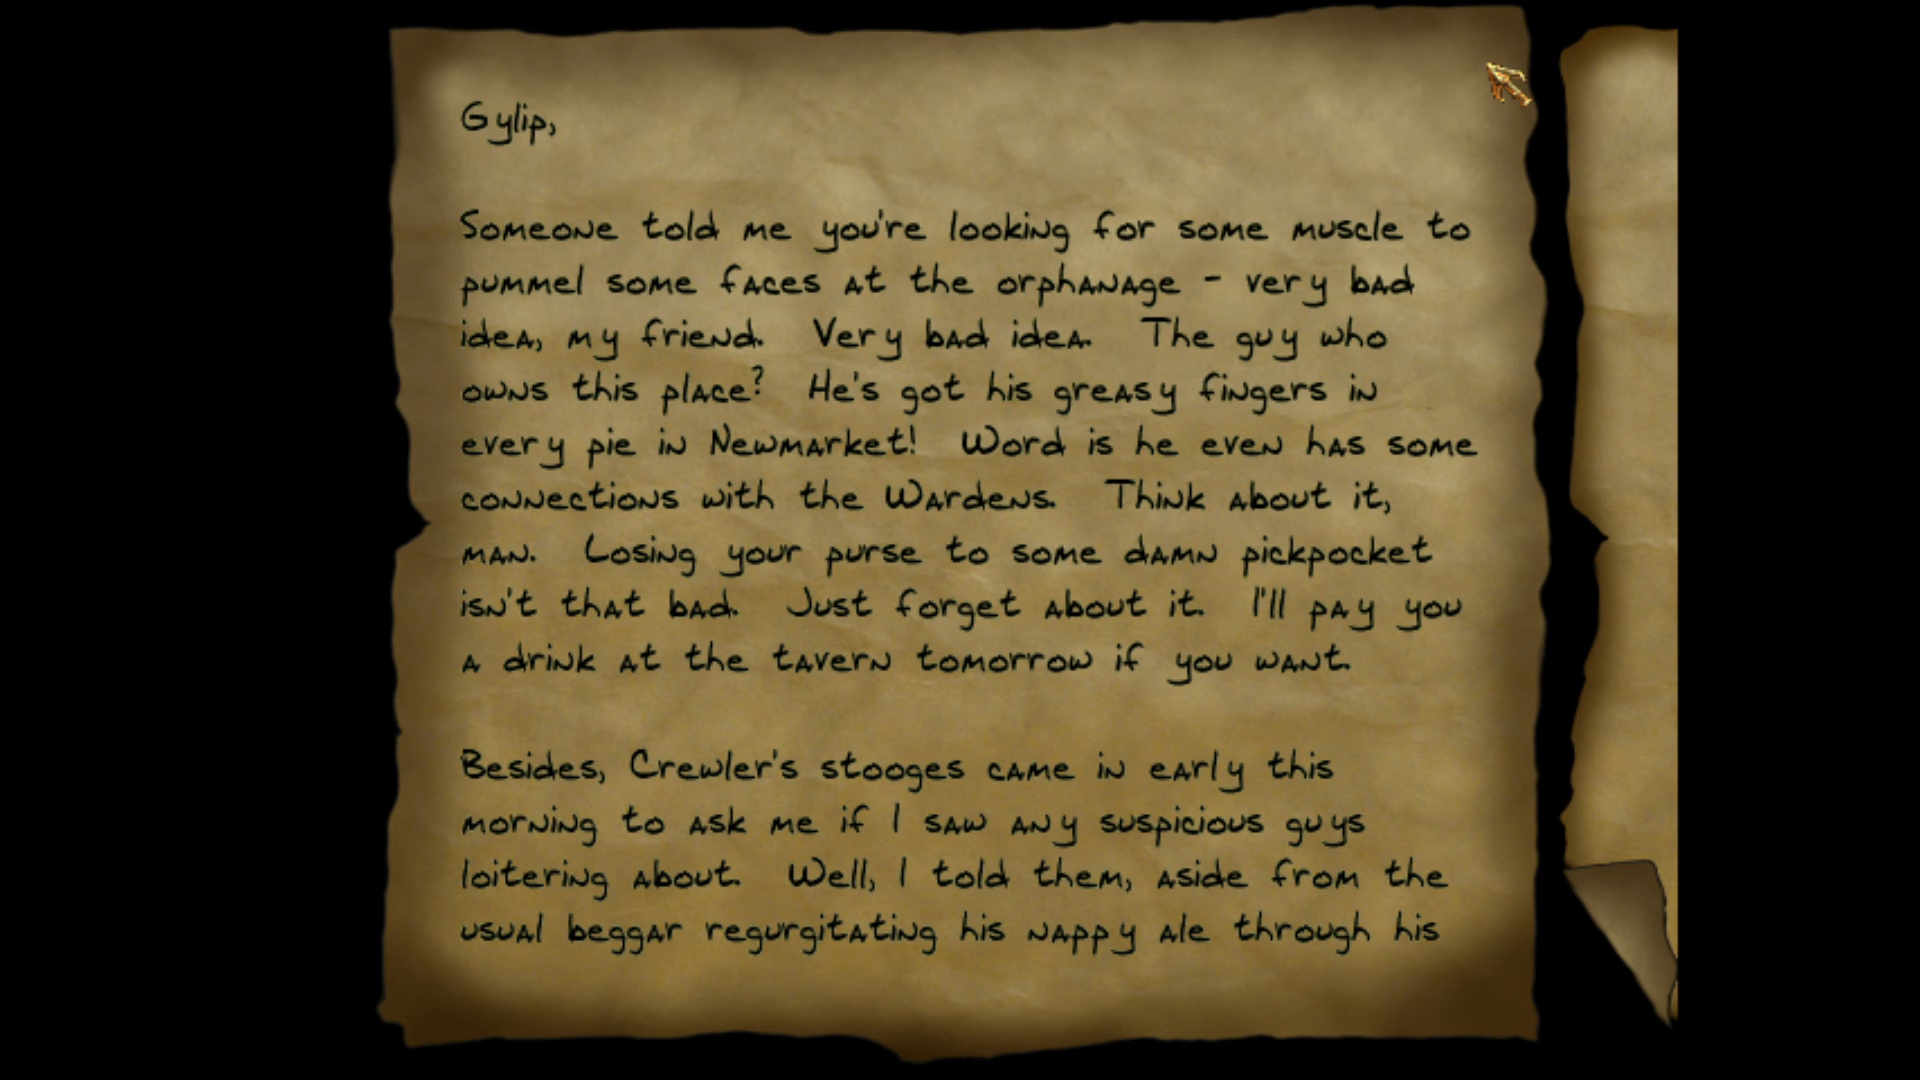 Gylip,
Someone told me you're looking for some muscle to
pummel some faces at the orphanage - very bad
idea, my friend. Very bad idea. The guy who
owns this place? He's got his greasy fingers in
every pie in Newmarket! Word is he even has some
connections with the Wardens. Think about it,
man. Losing your purse to some damn pickpocket
isn't that bad. Just forget about it. I'll pay you
a drink at the tavern tomorrow if you want.
Besides, Crewler's stooges came in early this
morning to ask me if I saw any suspicious guys
loitering about. Well, I told them, aside from the
usual beggar regurgitating his nappy ale through his